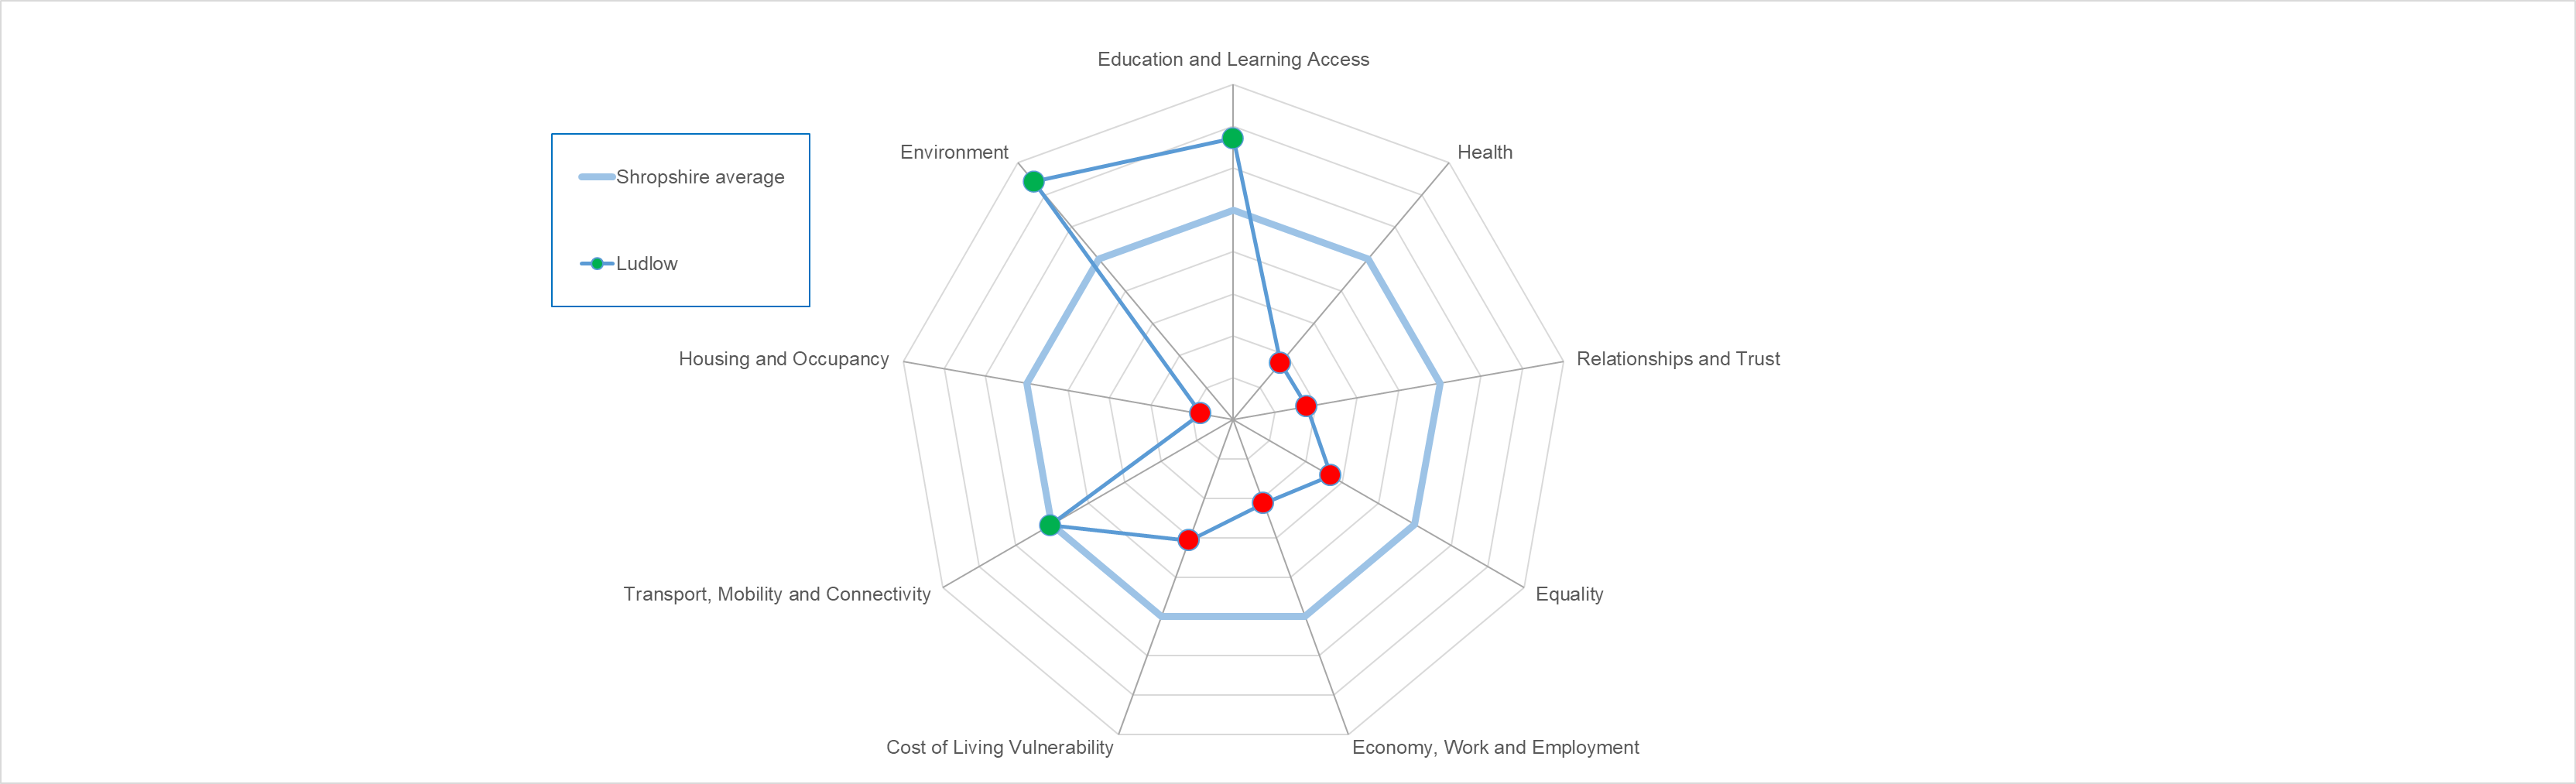 Education and Learning Access
Environment
Health
Shropshire average
Ludlow
Housing and Occupancy
Relationships and Trust
Transport, Mobility and Connectivity
Equality
Cost of Living Vulnerability
Economy, Work and Employment